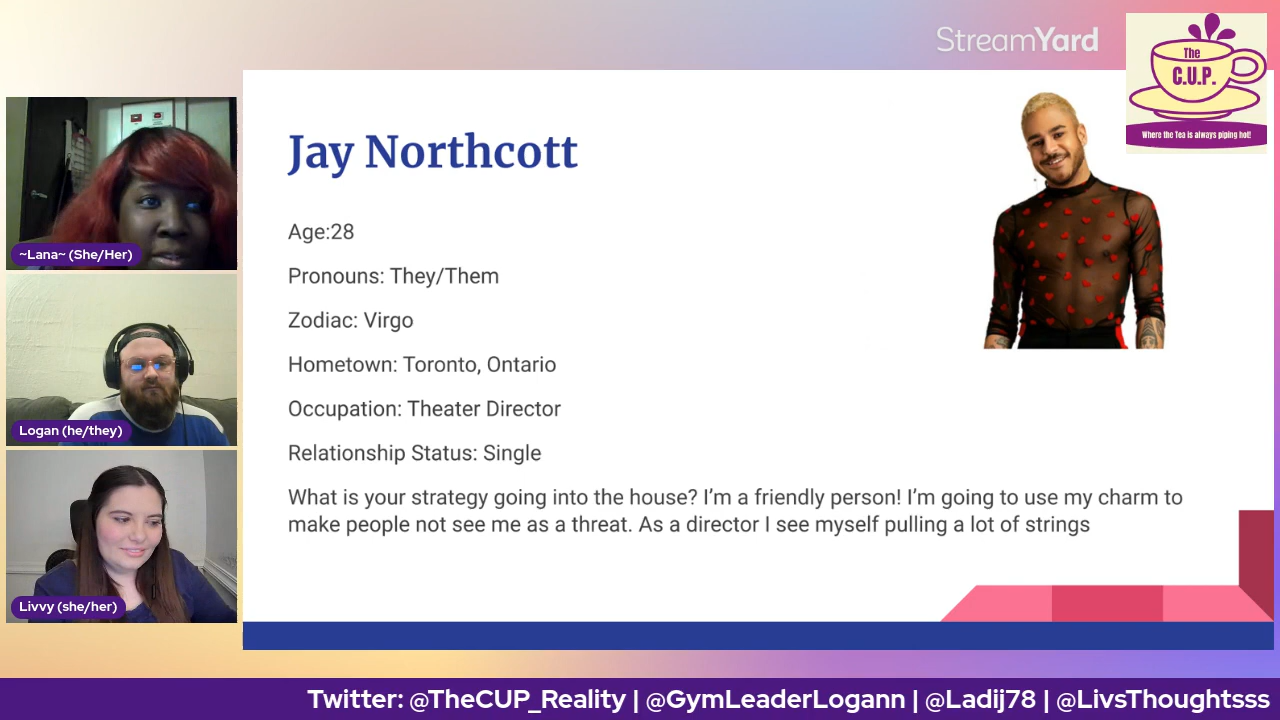 StreamYard
The
C.U.P.
Where the Tea is always piping hot!
Jay Northcott
Age:28
Pronouns: They/Them
Zodiac: Virgo
Hometown: Toronto, Ontario
Occupation: Theater Director
Relationship Status: Single
What is your strategy going into the house? I’m a friendly person! I’m going to use my charm to
make people not see me as a threat. As a director I see myself pulling a lot of strings
~Lana~ (She/Her)
Logan (he/they)
Livvy (she/her)
Twitter: @TheCUP_Reality | @GymLeaderLogann | @Ladij78 | @LivsThoughtsss